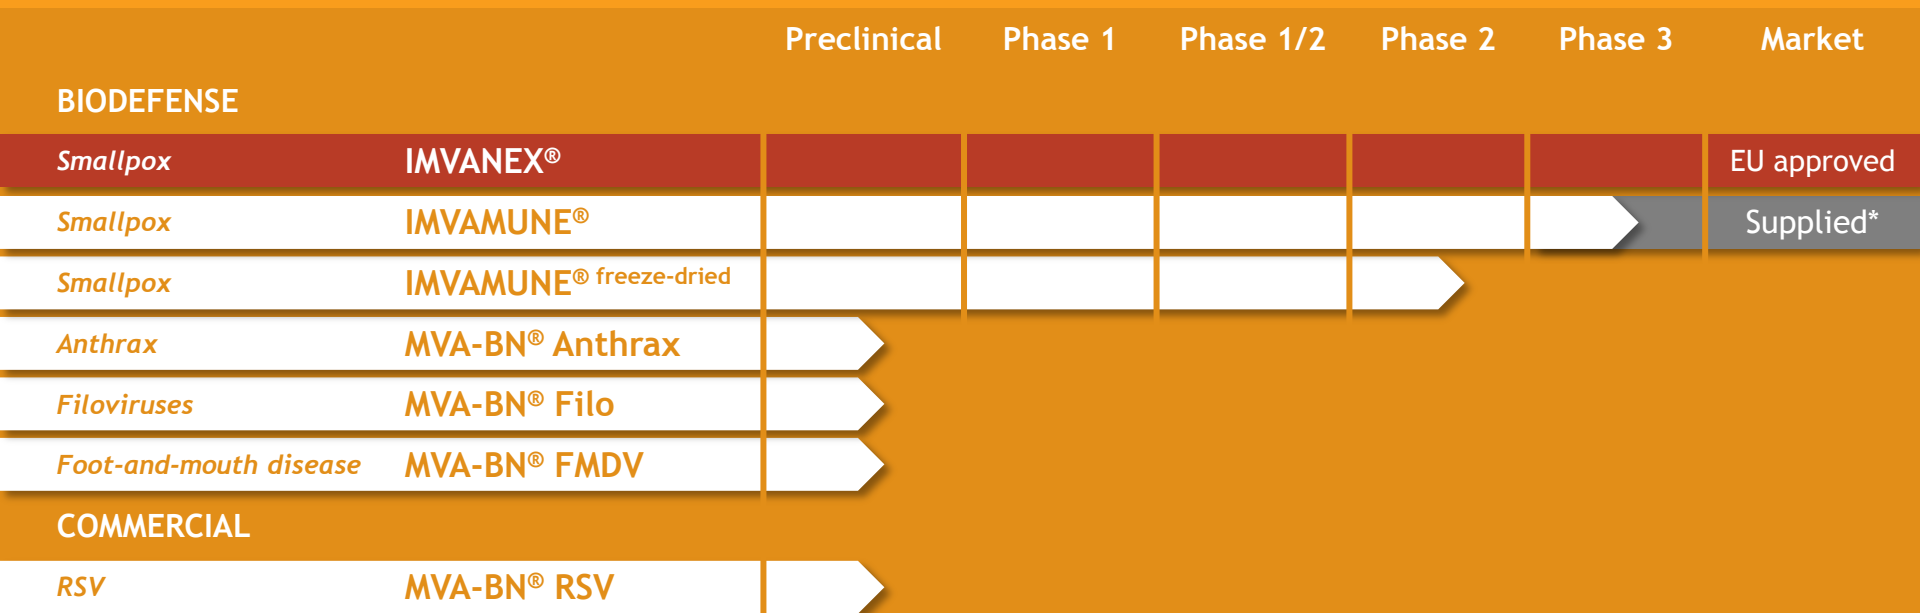 Preclinical Phase 1 Phase 1/2 Phase 2 Phase 3 Market
BIODEFENSE
Smallpox IMVANEX® EU approved
Smallpox IMVAMUNE® Supplied*
Smallpox IMVAMUNE® freeze-dried
Anthrax MVA-BN® Anthrax
Filoviruses MVA-BN® Filo
Foot-and-mouth disease MVA-BN® FMDV
COMMERCIAL
RSV MVA-BN® RSV